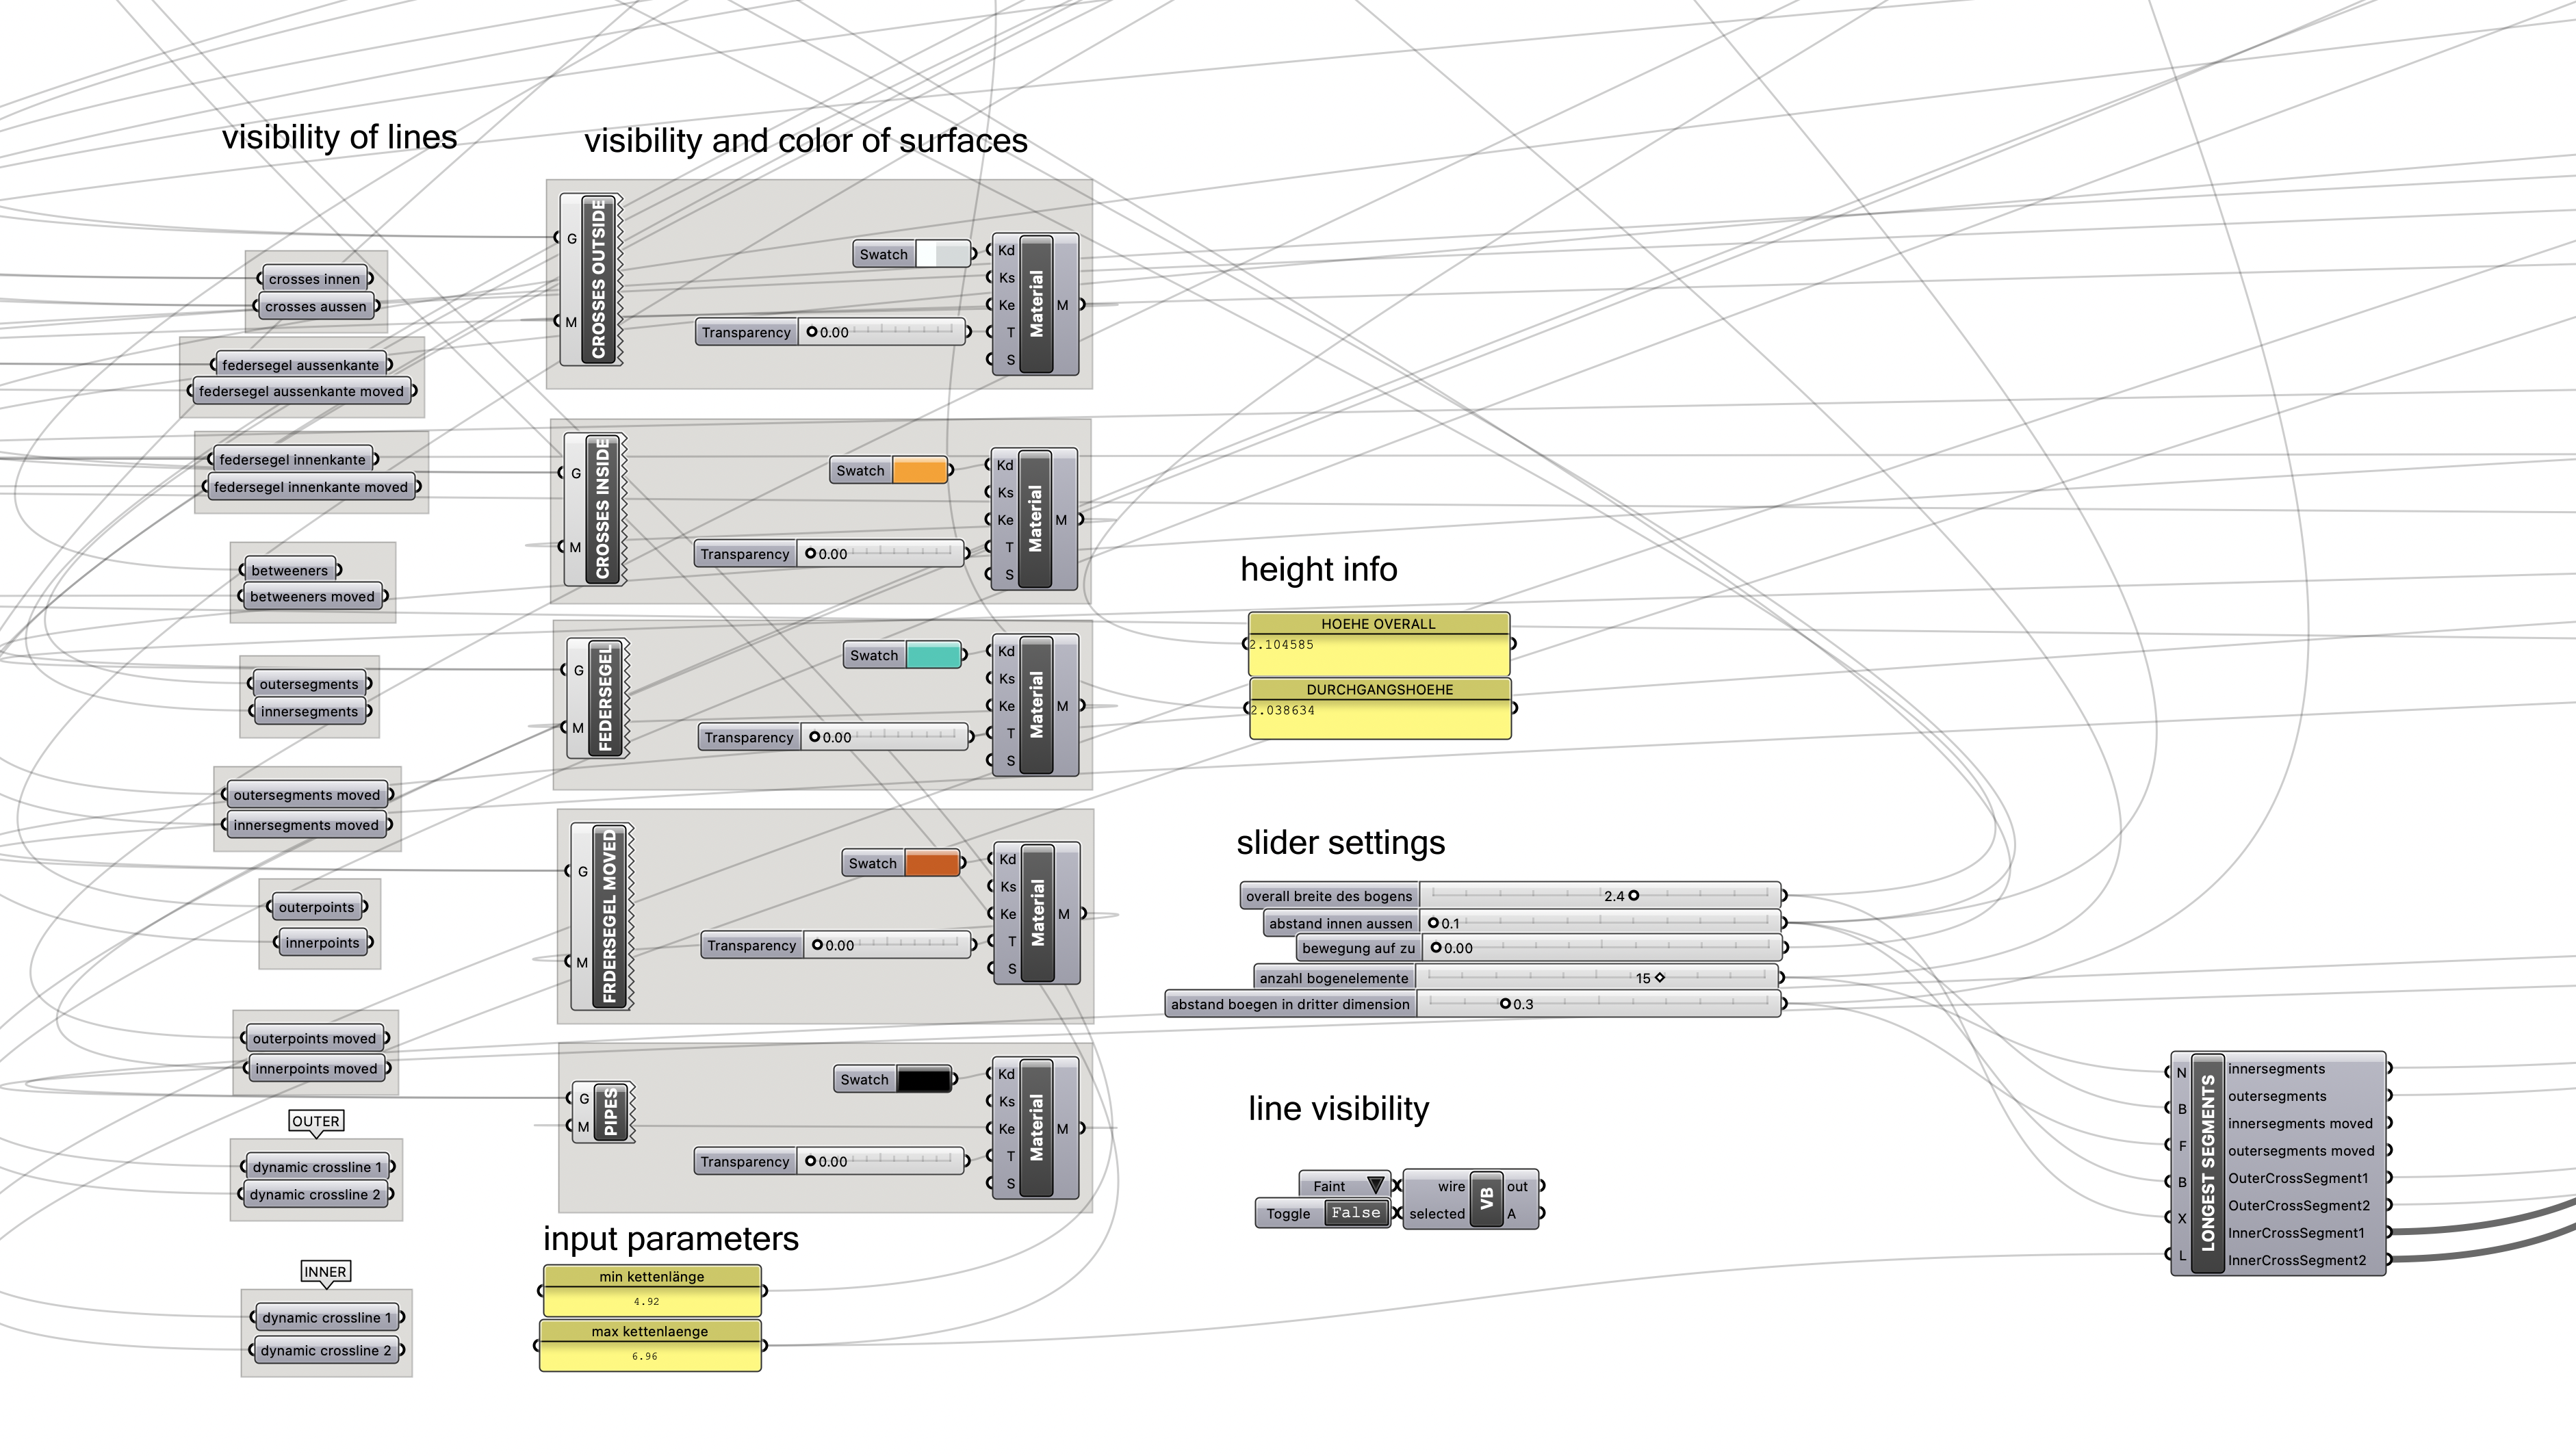 visibility of lines
crosses innen
crosses aussen
federsegel aussenkante
federsegel aussenkante moved
federsegel innenkante
federsegel innenkante moved
betweeners
betweeners moved
outersegments
innersegments
outersegments moved
innersegments moved
outerpoints
innerpoints
outerpoints moved
innerpoints moved
OUTER
dynamic crossline 1
dynamic crossline 2
INNER
dynamic crossline 1
dynamic crossline 2
visibility and color of surfaces
G
M
CROSSES OUTSIDE
Swatch
Transparency 0.00
Kd
Ks
Ke
T
S
Material
M
G
M
CROSSES INSIDE
Swatch
Transparency 0.00
Kd
Ks
Ke
T
S
Material
M
G
M
FEDERSEGEL
Swatch
Transparency 0.00
Kd
Ks
Ke
T
S
Material
M
G
M
FRDERSEGEL MOVED
Swatch
Transparency 0.00
Kd
Ks
Ke
T
S
Material
M
G
M
PIPES
Swatch
Transparency 0.00
Kd
Ks
Ke
T
S
Material
M
input parameters
min kettenlänge
4.92
max kettenlaenge
6.96
height info
HOEHE OVERALL
2.104585
DURCHGANGSHOEHE
2.038634
slider settings
overall breite des bogens 2.4
abstand innen aussen 0.1
bewegung auf zu 0.00
anzahl bogenelemente 15
abstand boegen in dritter dimension 0.3
line visibility
Faint
Toggle False
wire
selected
VB
out
A
N
B
F
B
X
L
LONGEST SEGMENTS
innersegments
outersegments
innersegments moved
outersegments moved
OuterCrossSegment1
OuterCrossSegment2
InnerCrossSegment1
InnerCrossSegment2